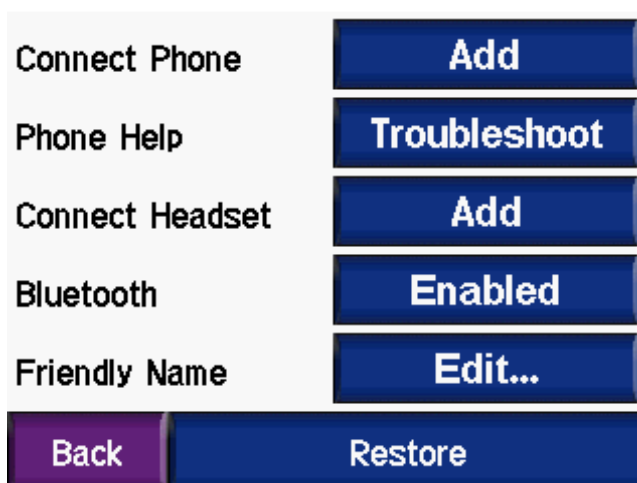 Connect Phone Add
Phone Help Troubleshoot
Connect Headset Add
Bluetooth Enabled
Friendly Name Edit...
Back Restore